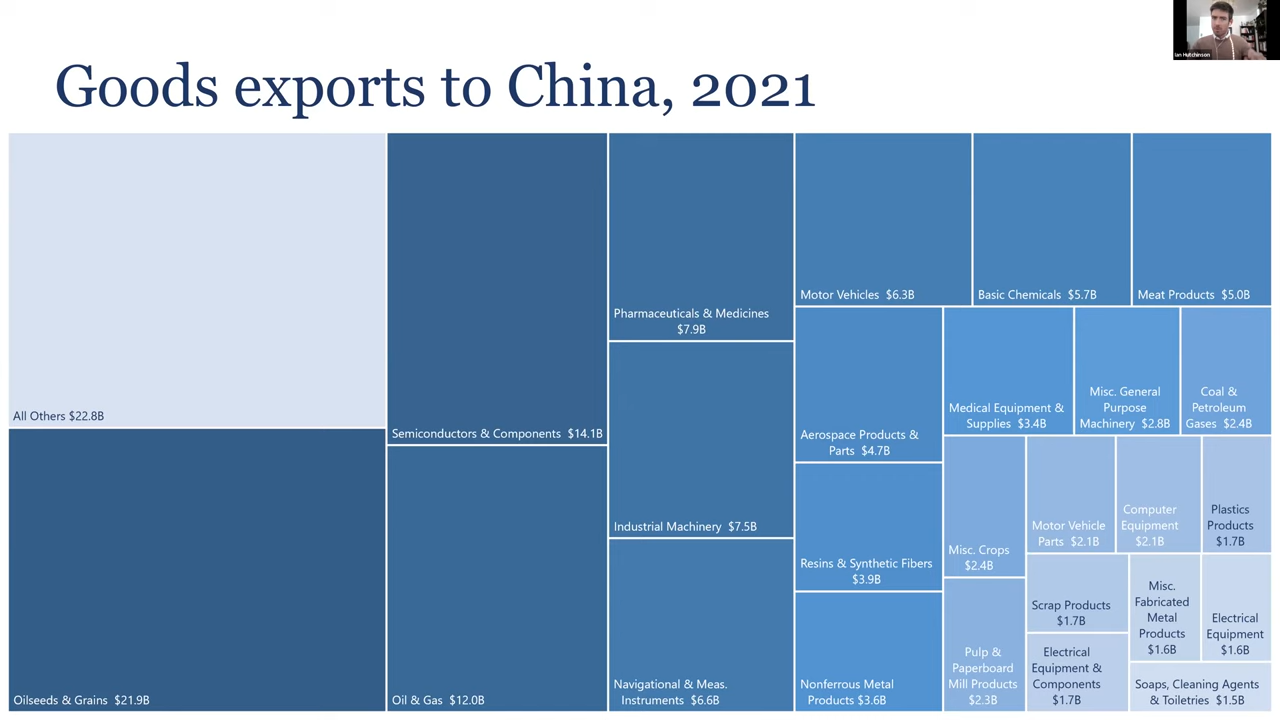 Goods exports to China, 2021
Ian Hutchinson
All Others $22.8B
Oilseeds & Grains $21.9B
Semiconductors & Components $14.1B
Oil & Gas $12.0B
Pharmaceuticals & Medicines
$7.9B
Industrial Machinery $7.5B
Navigational & Meas.
Instruments $6.6B
Motor Vehicles $6.3B
Basic Chemicals $5.7B
Meat Products $5.0B
Aerospace Products &
Parts $4.7B
Resins & Synthetic Fibers
$3.9B
Nonferrous Metal
Products $3.6B
Medical Equipment &
Supplies $3.4B
Misc. General
Purpose
Machinery $2.8B
Coal &
Petroleum
Gases $2.4B
Misc. Crops
$2.4B
Pulp &
Paperboard
Mill Products
$2.3B
Motor Vehicle
Parts $2.1B
Computer
Equipment
$2.1B
Plastics
Products
$1.7B
Scrap Products
$1.7B
Electrical
Equipment &
Components
$1.7B
Misc.
Fabricated
Metal
Products
$1.6B
Electrical
Equipment
$1.6B
Soaps, Cleaning Agents
& Toiletries $1.5B